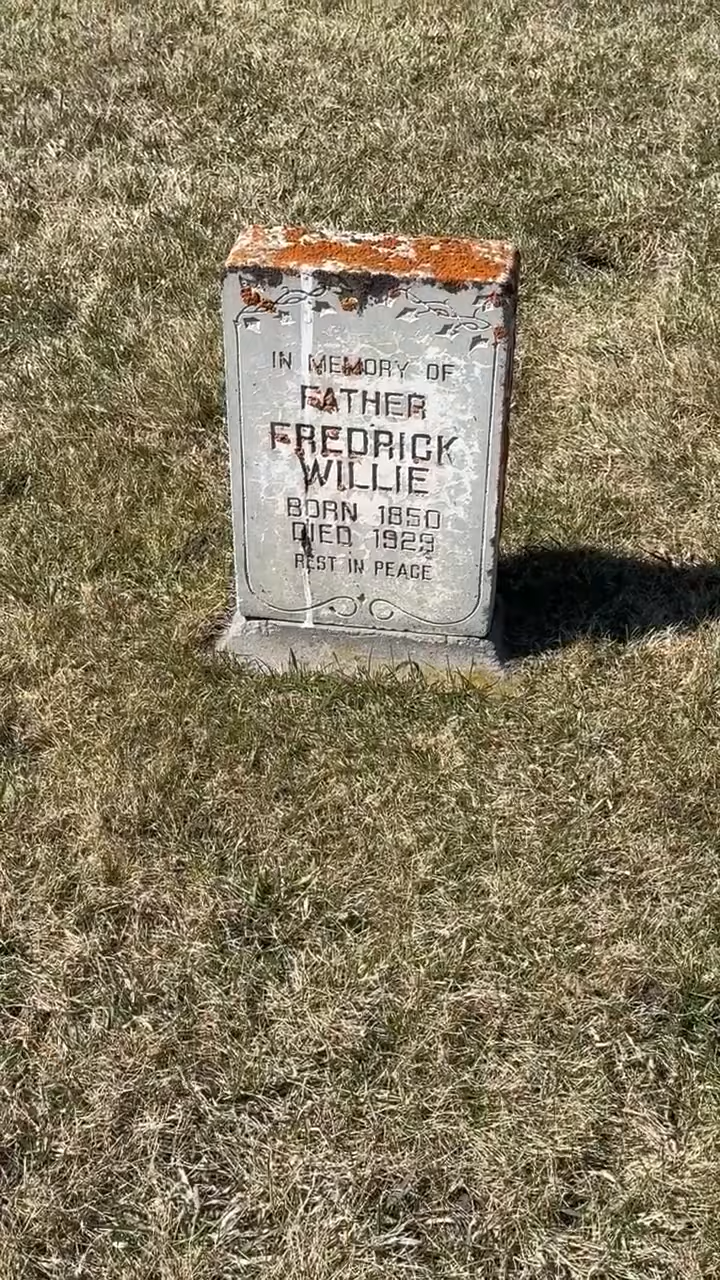 IN MEMORY OF
FATHER
FREDRICK
WILLIE
BORN 1850
DIED 1929
REST IN PEACE